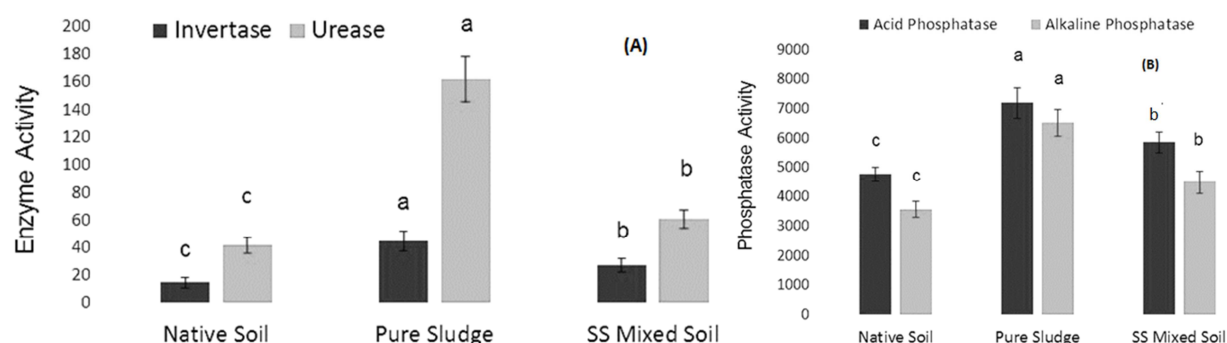 Invertase Urease
(A)
Enzyme Activity
200
180
160
140
120
100
80
60
40
20
0
c
c
a
a
b
b
Native Soil Pure Sludge SS Mixed Soil
Acid Phosphatase Alkaline Phosphatase
(B)
Phosphatase Activity
9000
8000
7000
6000
5000
4000
3000
2000
1000
0
c
c
a
a
b
b
Native Soil Pure Sludge SS Mixed Soil